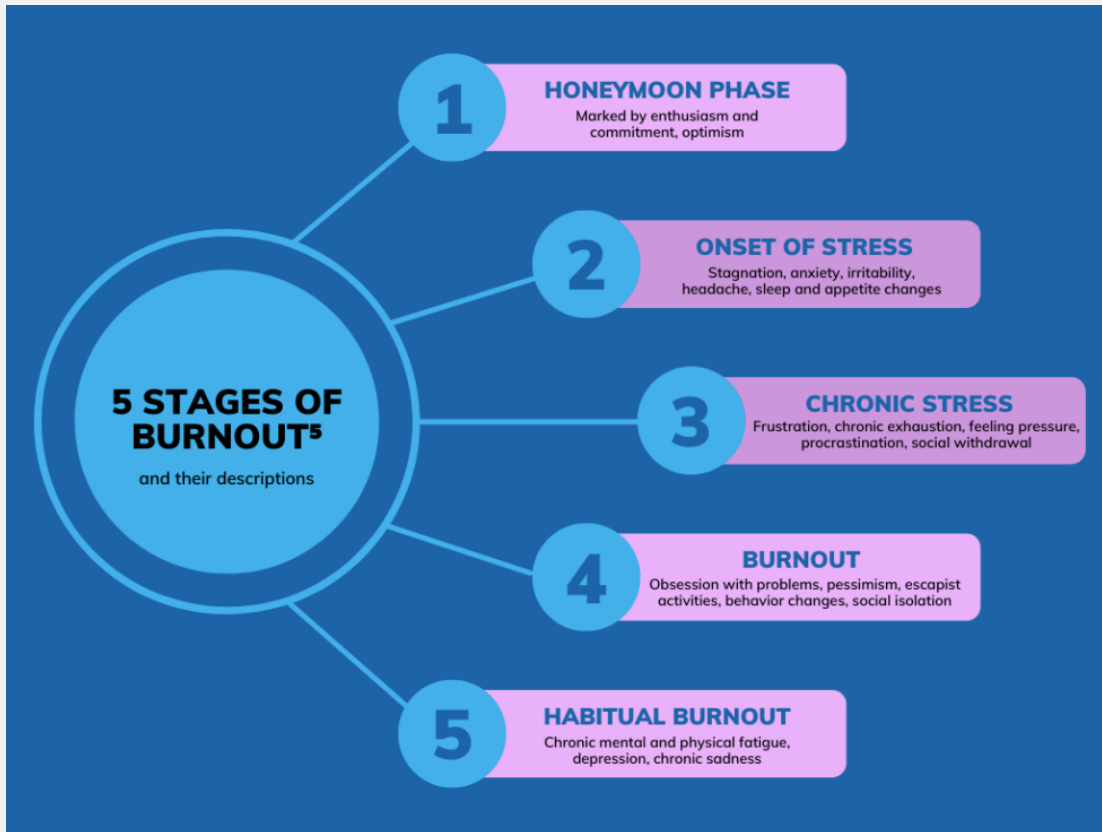 5 STAGES OF
BURNOUT⁵
and their descriptions
1
HONEYMOON PHASE
Marked by enthusiasm and
commitment, optimism
2
ONSET OF STRESS
Stagnation, anxiety, irritability,
headache, sleep and appetite changes
3
CHRONIC STRESS
Frustration, chronic exhaustion, feeling pressure,
procrastination, social withdrawal
4
BURNOUT
Obsession with problems, pessimism, escapist
activities, behavior changes, social isolation
5
HABITUAL BURNOUT
Chronic mental and physical fatigue,
depression, chronic sadness